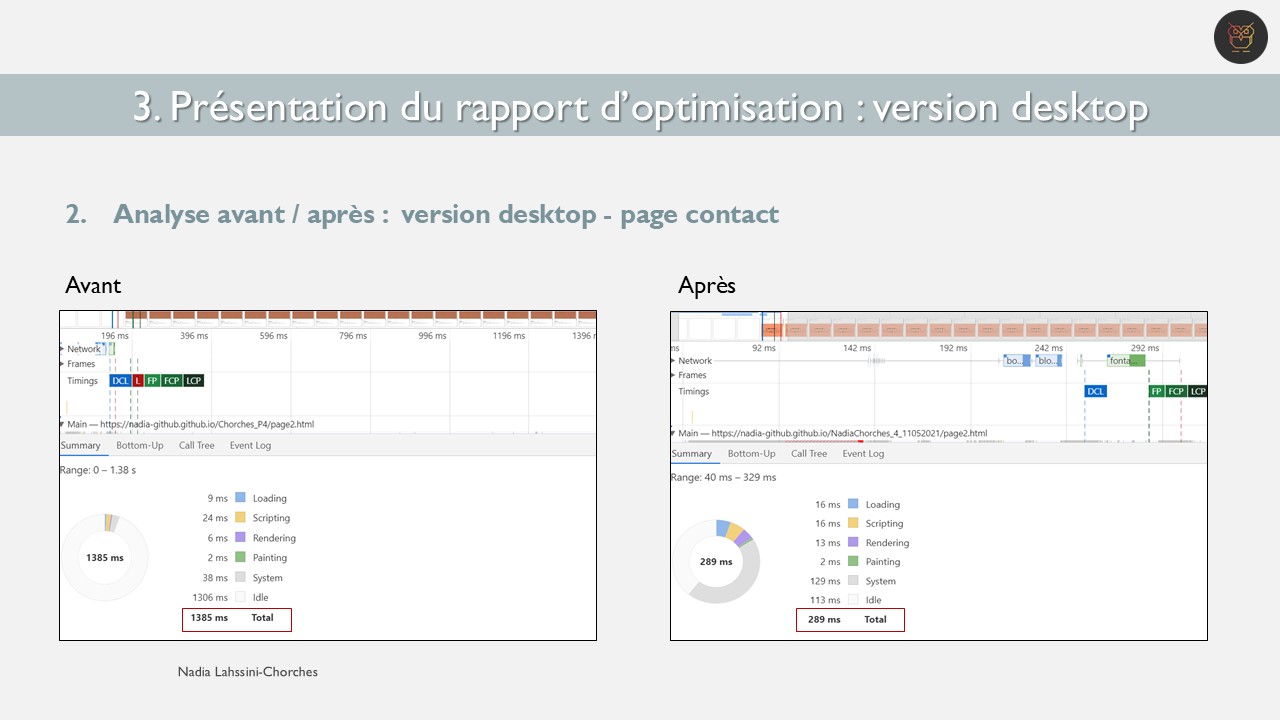 3. Présentation du rapport d’optimisation : version desktop
2. Analyse avant / après : version desktop - page contact
Avant
196 ms 396 ms 596 ms 796 ms 996 ms 1196 ms 1396 r
Network
Frames
Timings DCL L FP FCP LCP
Main — https://nadia-github.github.io/Chorches_P4/page2.html
Summary Bottom-Up Call Tree Event Log
Range: 0 – 1.38 s
9 ms Loading
24 ms Scripting
6 ms Rendering
2 ms Painting
38 ms System
1306 ms Idle
1385 ms Total
1385 ms
Après
ms 92 ms 142 ms 192 ms 242 ms 292 ms
Network bo... blo... fonta...
Frames
Timings DCL FP FCP LCP
Main — https://nadia-github.github.io/NadiaChorches_4_11052021/page2.html
Summary Bottom-Up Call Tree Event Log
Range: 40 ms – 329 ms
16 ms Loading
16 ms Scripting
13 ms Rendering
2 ms Painting
129 ms System
113 ms Idle
289 ms Total
289 ms
Nadia Lahssini-Chorches